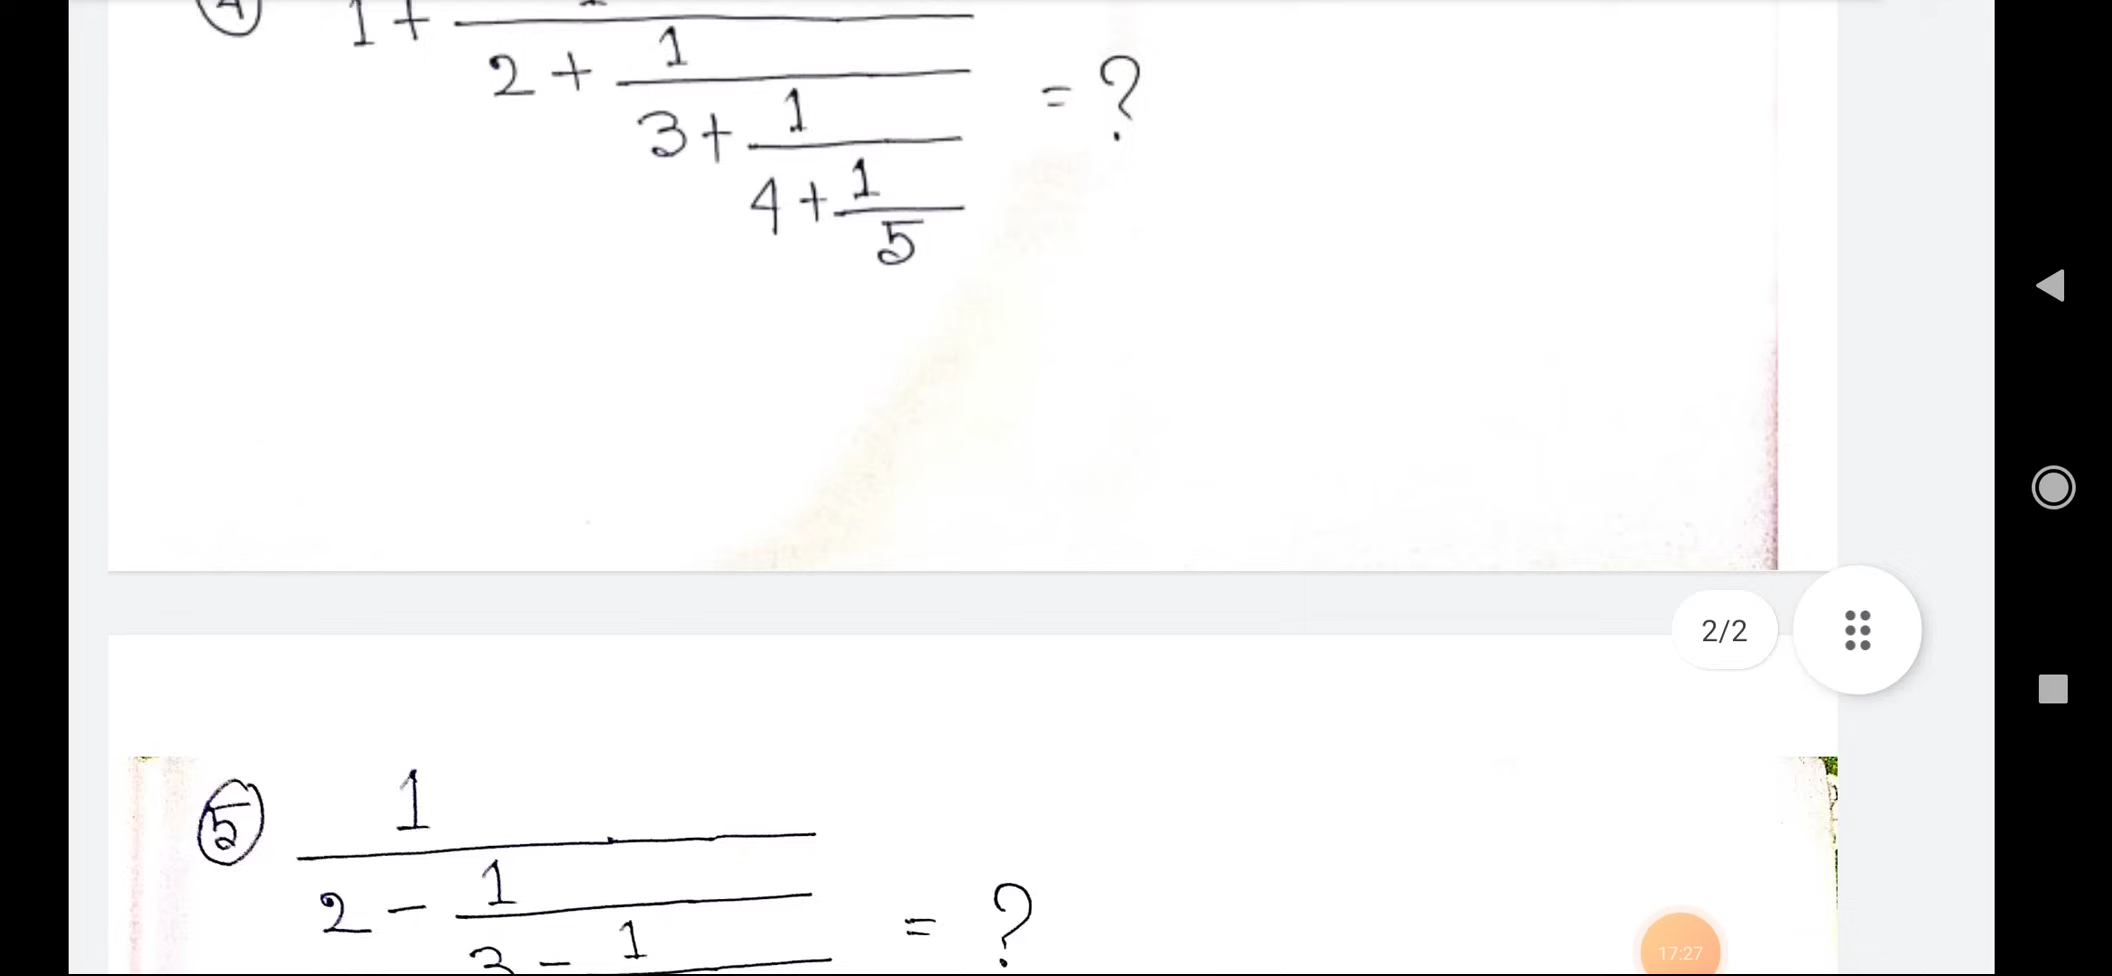 ④ 1 +
2 + 1
3 + 1 = ?
4 + 1
5
2/2
⑤ 1
2 - 1
3 - 1 = ?
17:27